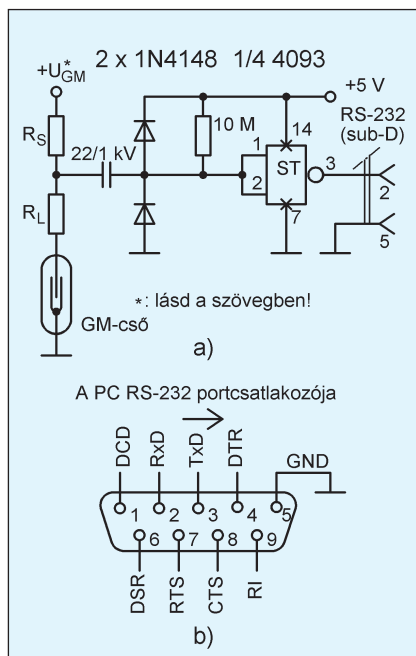 2 x 1N4148 1/4 4093
+U*GM
+5 V
RS-232
(sub-D)
RS
10 M
14
22/1 kV
1
ST
3
2
2
RL
7
5
*: lásd a szövegben!
GM-cső
a)
A PC RS-232 portcsatlakozója
DCD
RxD
TxD
DTR
GND
1
2
3
4
5
6
7
8
9
DSR
RTS
CTS
RI
b)